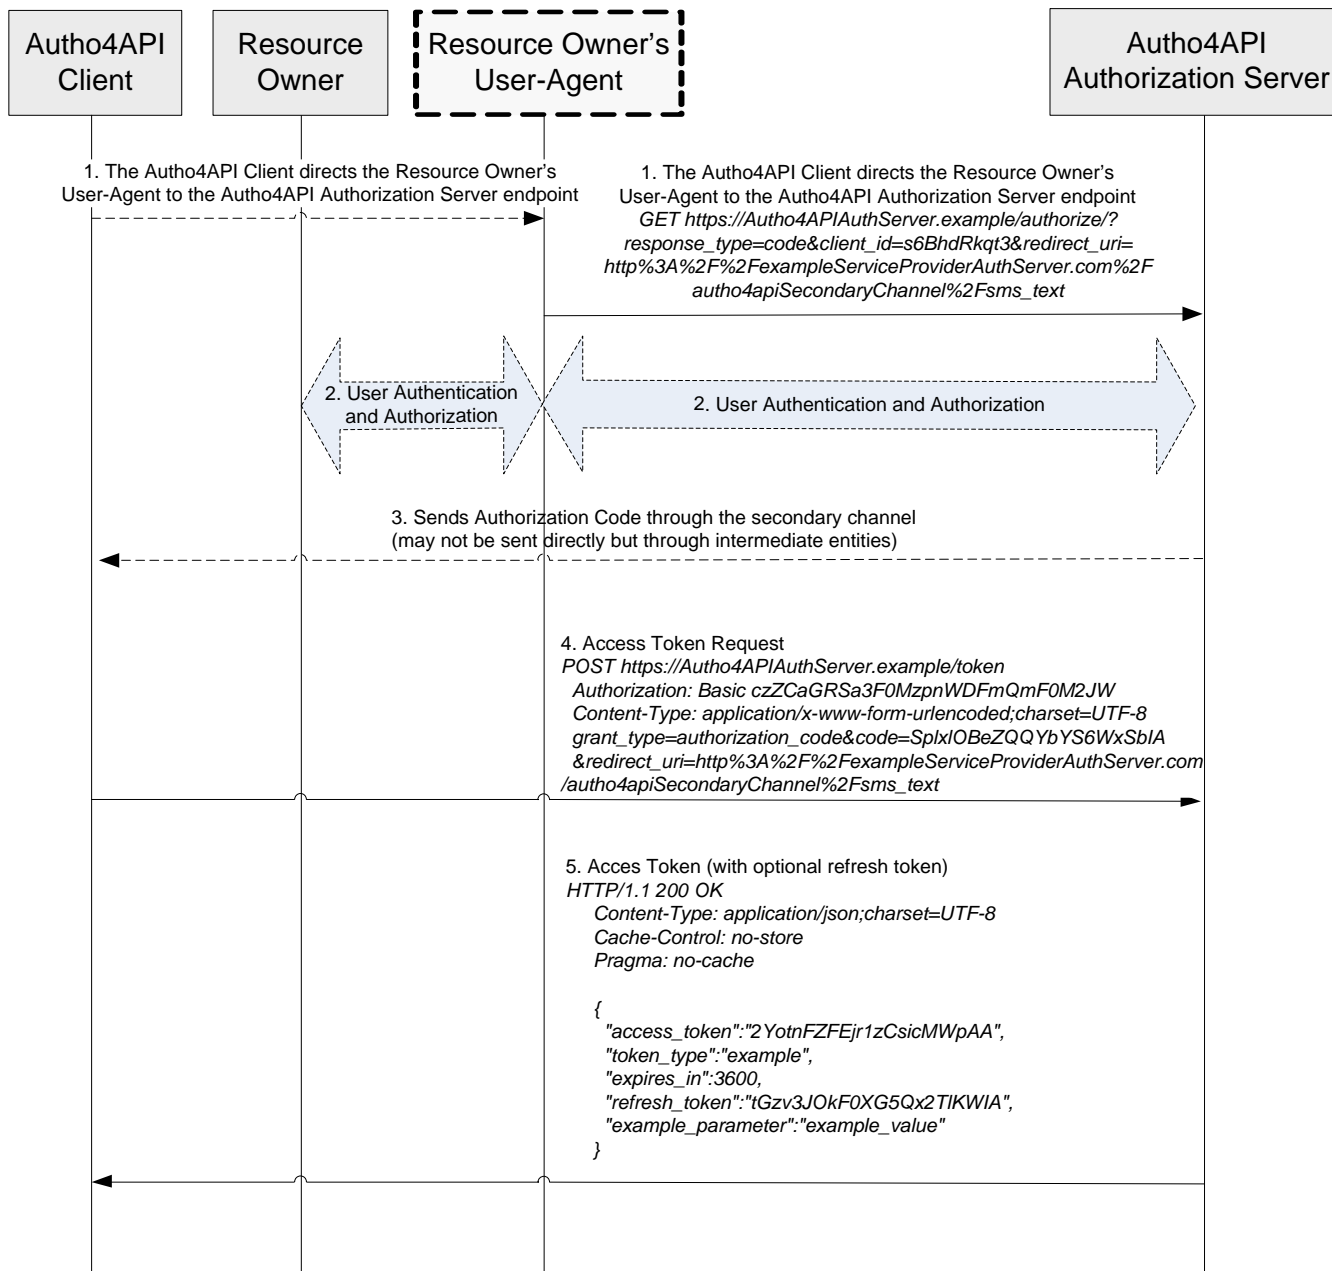 Autho4API
Client
Resource
Owner
Resource Owner's
User-Agent
Autho4API
Authorization Server
1. The Autho4API Client directs the Resource Owner's
User-Agent to the Autho4API Authorization Server endpoint
1. The Autho4API Client directs the Resource Owner's
User-Agent to the Autho4API Authorization Server endpoint
GET https://Autho4APIAuthServer.example/authorize/?
response_type=code&client_id=s6BhdRkqt3&redirect_uri=
http%3A%2F%2FexampleServiceProviderAuthServer.com%2F
autho4apiSecondaryChannel%2Fsms_text
2. User Authentication
and Authorization
2. User Authentication and Authorization
3. Sends Authorization Code through the secondary channel
(may not be sent directly but through intermediate entities)
4. Access Token Request
POST https://Autho4APIAuthServer.example/token
Authorization: Basic czZCaGRSa3F0MzpnWDFmQmF0M2JW
Content-Type: application/x-www-form-urlencoded;charset=UTF-8
grant_type=authorization_code&code=SplxlOBeZQQYbYS6WxSbIA
&redirect_uri=http%3A%2F%2FexampleServiceProviderAuthServer.com
/autho4apiSecondaryChannel%2Fsms_text
5. Acces Token (with optional refresh token)
HTTP/1.1 200 OK
Content-Type: application/json;charset=UTF-8
Cache-Control: no-store
Pragma: no-cache
{
"access_token":"2YotnFZFEjr1zCsicMWpAA",
"token_type":"example",
"expires_in":3600,
"refresh_token":"tGzv3JOkF0XG5Qx2TlKWIA",
"example_parameter":"example_value"
}